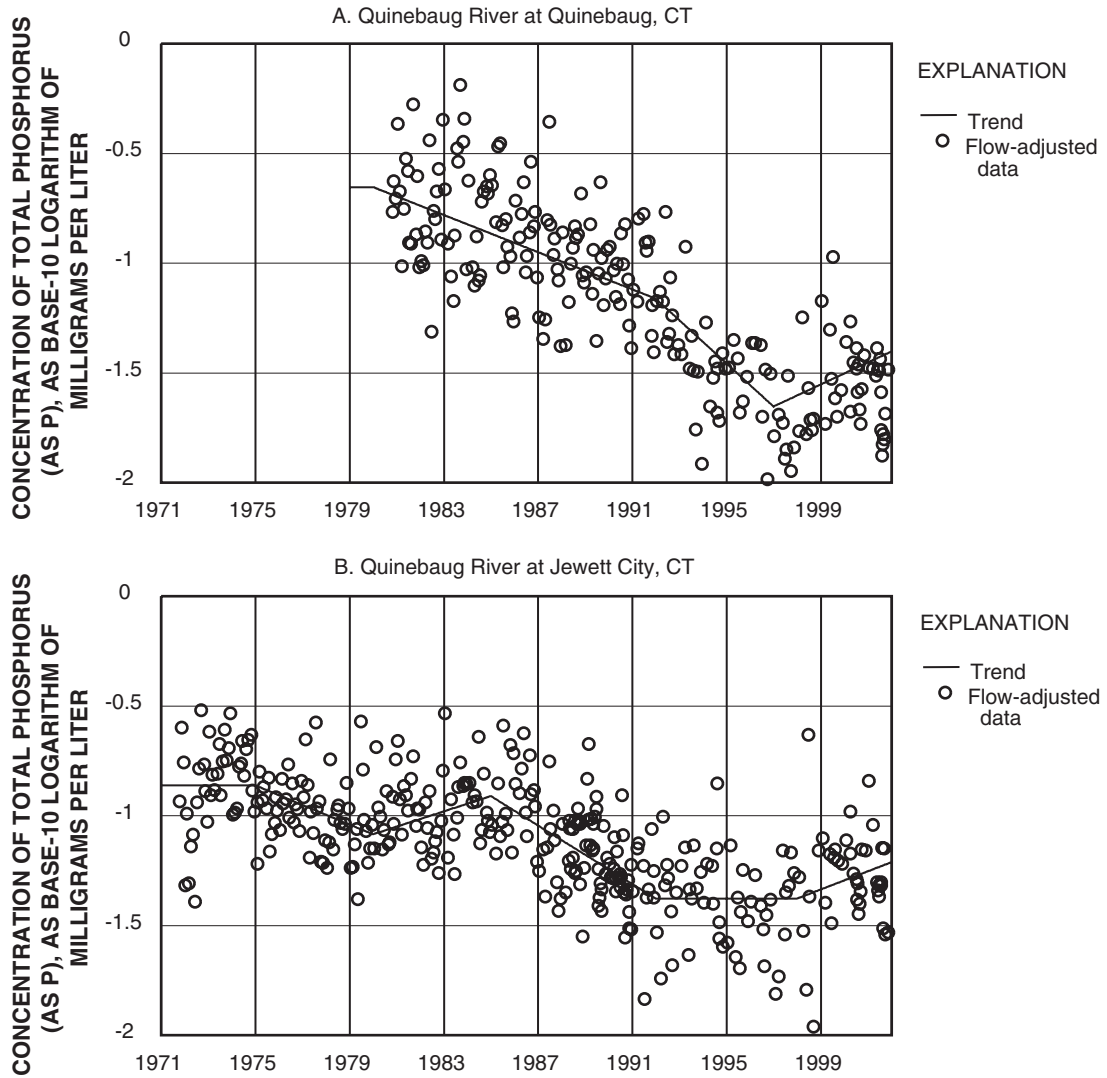 A. Quinebaug River at Quinebaug, CT
CONCENTRATION OF TOTAL PHOSPHORUS
(AS P), AS BASE-10 LOGARITHM OF
MILLIGRAMS PER LITER
0
-0.5
-1
-1.5
-2
1971 1975 1979 1983 1987 1991 1995 1999
EXPLANATION
Trend
Flow-adjusted
data
B. Quinebaug River at Jewett City, CT
CONCENTRATION OF TOTAL PHOSPHORUS
(AS P), AS BASE-10 LOGARITHM OF
MILLIGRAMS PER LITER
0
-0.5
-1
-1.5
-2
1971 1975 1979 1983 1987 1991 1995 1999
EXPLANATION
Trend
Flow-adjusted
data